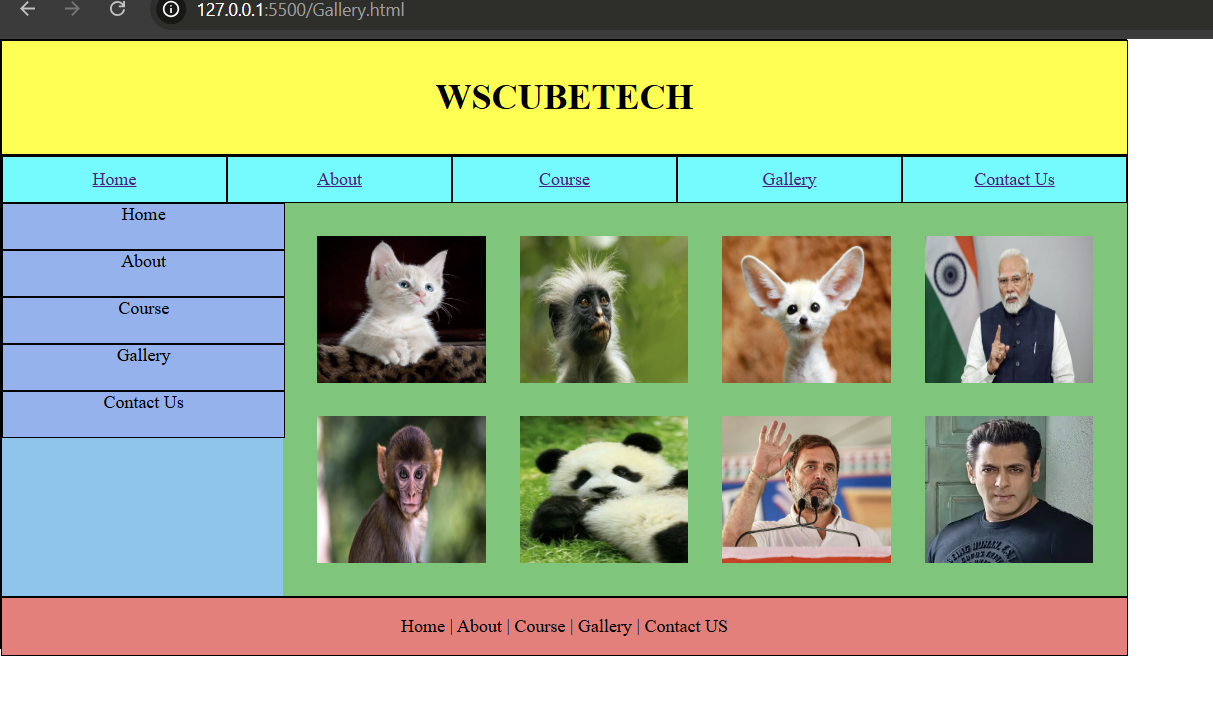 127.0.0.1:5500/Gallery.html
WSCUBETECH
Home About Course Gallery Contact Us
Home
About
Course
Gallery
Contact Us
Home | About | Course | Gallery | Contact US